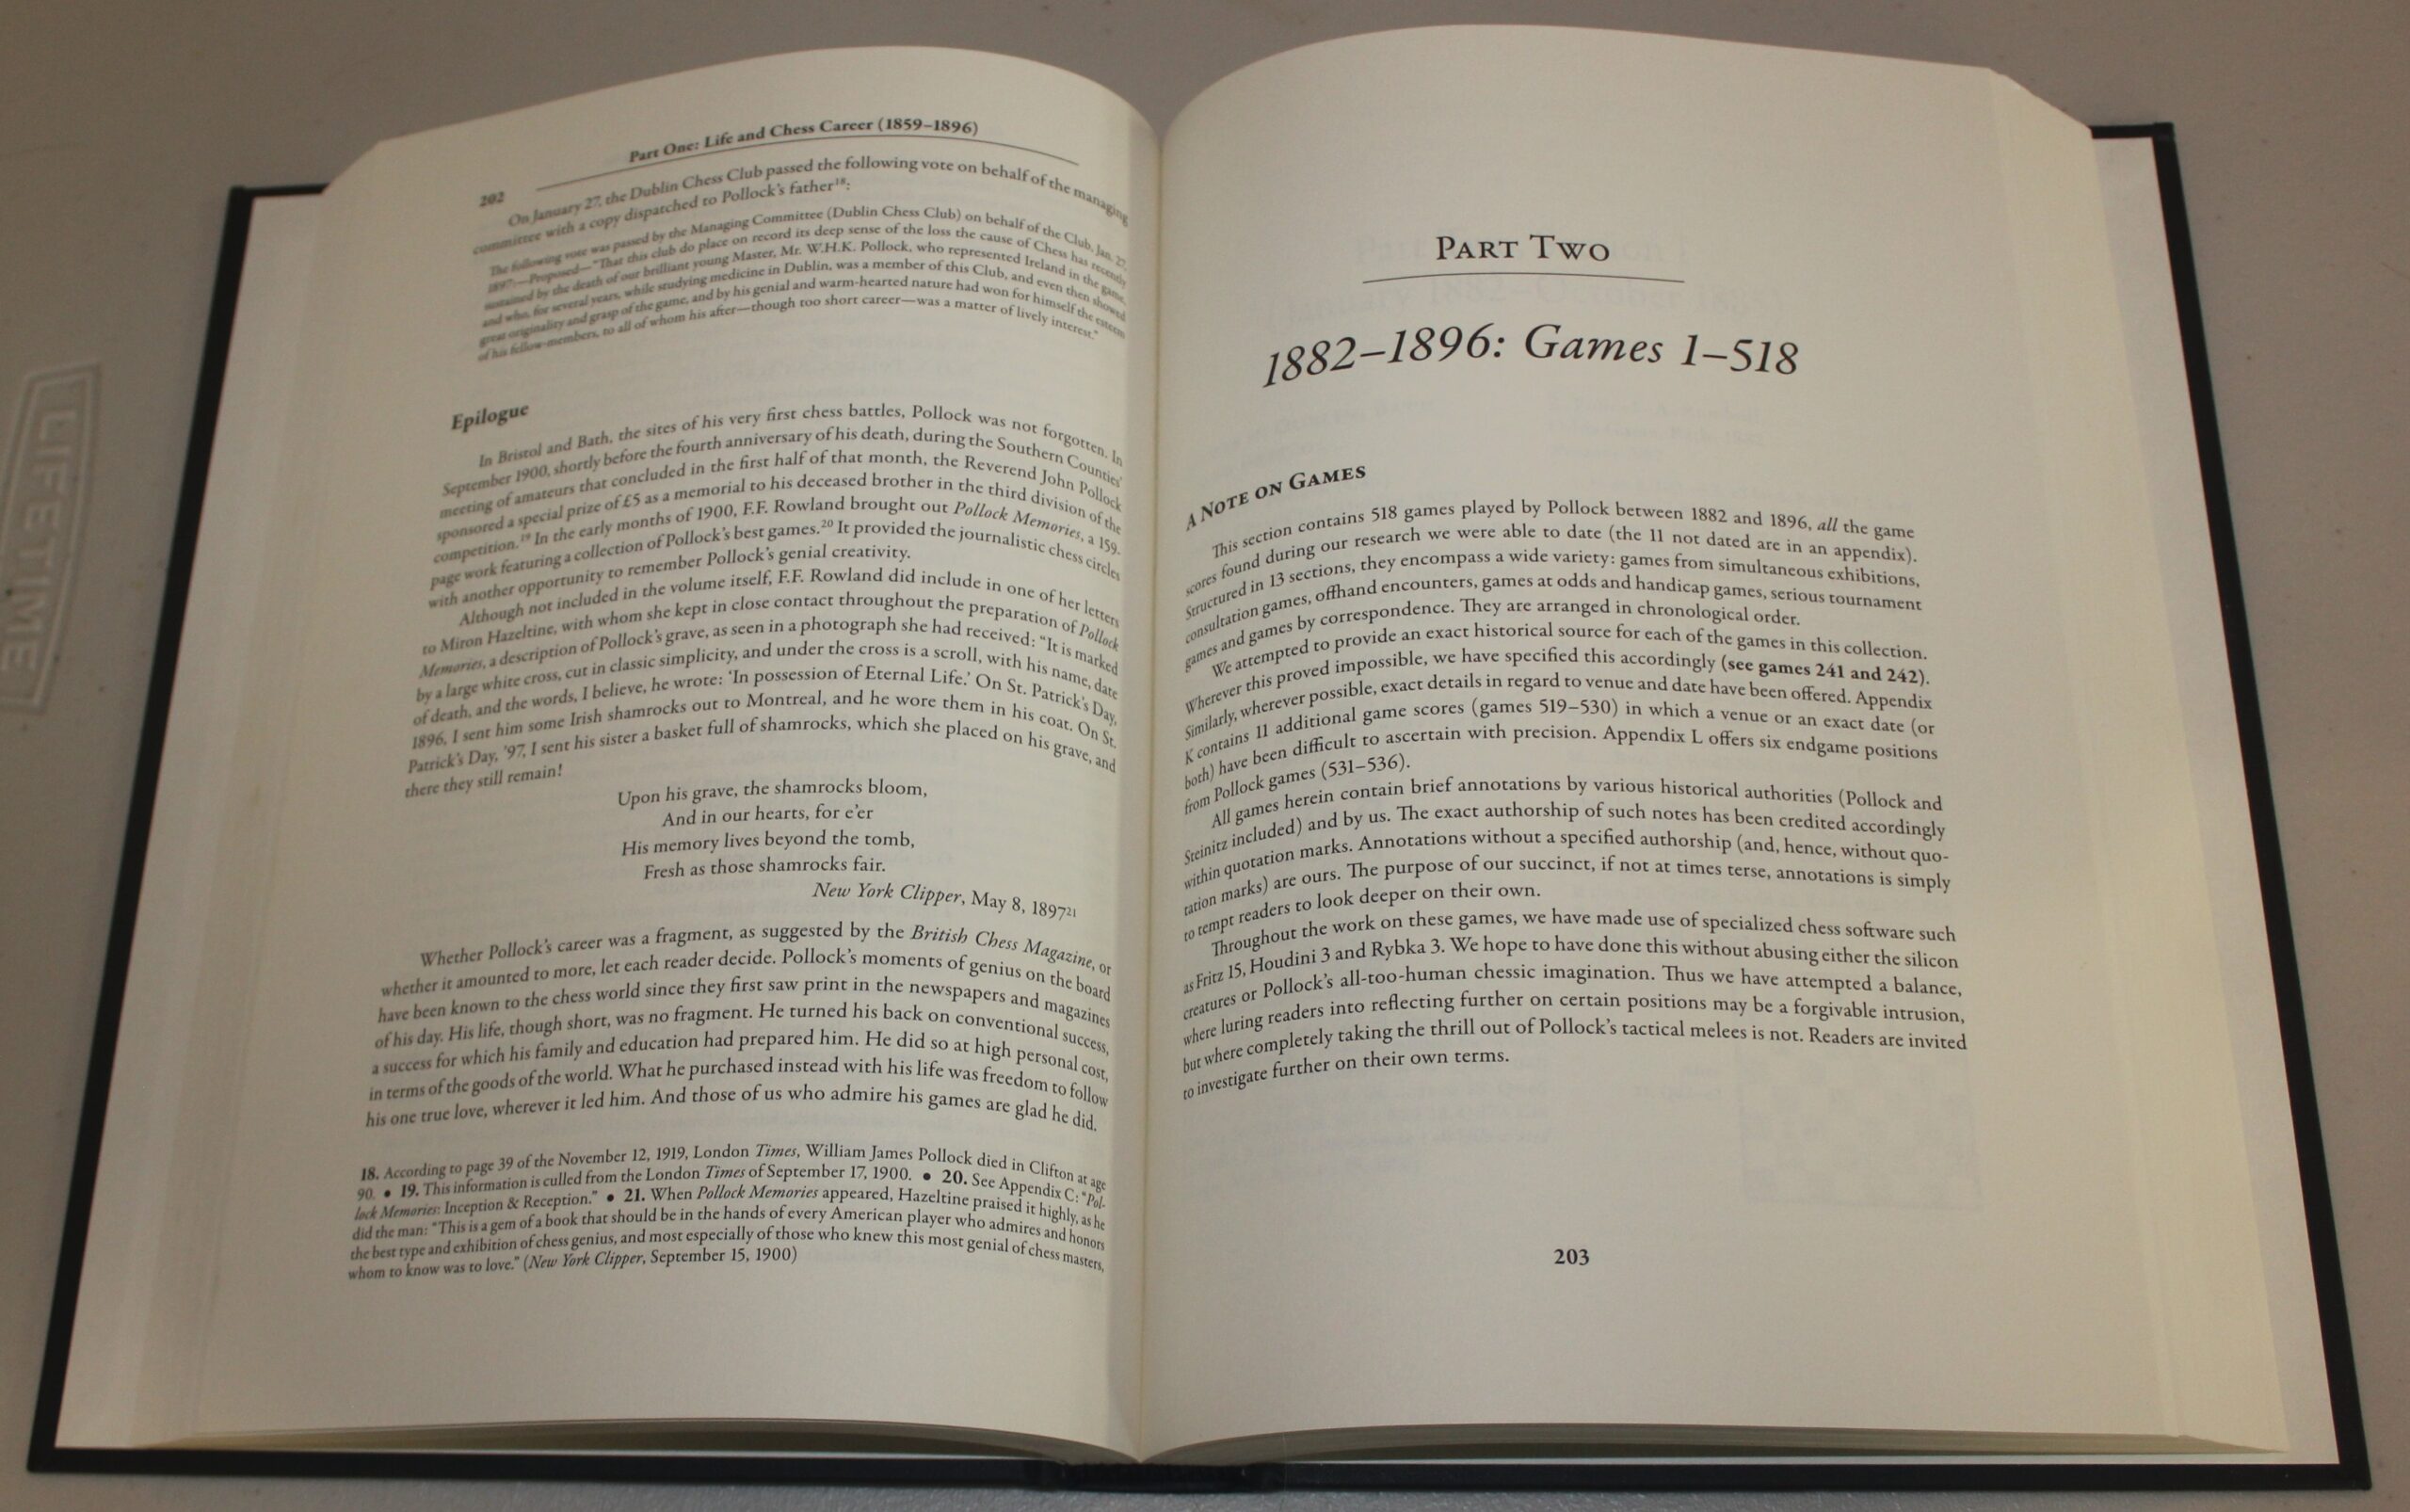 LIFETIME
Part One: Life and Chess Career (1859–1896)
202
On January 27, the Dublin Chess Club passed the following vote on behalf of the managing
committee with a copy dispatched to Pollock's father¹⁸:
The following vote was passed by the Managing Committee (Dublin Chess Club) on behalf of the Club, Jan. 27,
1897:—Proposed—"That this club do place on record its deep sense of the loss the cause of Chess has recently
sustained by the death of our brilliant young Master, Mr. W.H.K. Pollock, who represented Ireland in the game,
and who, for several years, while studying medicine in Dublin, was a member of this Club, and even then showed
great originality and grasp of the game, and by his genial and warm-hearted nature had won for himself the esteem
of his fellow-members, to all of whom his after—though too short career—was a matter of lively interest."
Epilogue
In Bristol and Bath, the sites of his very first chess battles, Pollock was not forgotten. In
September 1900, shortly before the fourth anniversary of his death, during the Southern Counties'
meeting of amateurs that concluded in the first half of that month, the Reverend John Pollock
sponsored a special prize of £5 as a memorial to his deceased brother in the third division of the
competition.¹⁹ In the early months of 1900, F.F. Rowland brought out Pollock Memories, a 159-
page work featuring a collection of Pollock's best games.²⁰ It provided the journalistic chess circles
with another opportunity to remember Pollock's genial creativity.
Although not included in the volume itself, F.F. Rowland did include in one of her letters
to Miron Hazeltine, with whom she kept in close contact throughout the preparation of Pollock
Memories, a description of Pollock's grave, as seen in a photograph she had received: "It is marked
by a large white cross, cut in classic simplicity, and under the cross is a scroll, with his name, date
of death, and the words, I believe, he wrote: 'In possession of Eternal Life.' On St. Patrick's Day,
1896, I sent him some Irish shamrocks out to Montreal, and he wore them in his coat. On St.
Patrick's Day, '97, I sent his sister a basket full of shamrocks, which she placed on his grave, and
there they still remain!
Upon his grave, the shamrocks bloom,
And in our hearts, for e'er
His memory lives beyond the tomb,
Fresh as those shamrocks fair.
New York Clipper, May 8, 1897²¹
Whether Pollock's career was a fragment, as suggested by the British Chess Magazine, or
whether it amounted to more, let each reader decide. Pollock's moments of genius on the board
have been known to the chess world since they first saw print in the newspapers and magazines
of his day. His life, though short, was no fragment. He turned his back on conventional success,
a success for which his family and education had prepared him. He did so at high personal cost,
in terms of the goods of the world. What he purchased instead with his life was freedom to follow
his one true love, wherever it led him. And those of us who admire his games are glad he did.
18. According to page 39 of the November 12, 1919, London Times, William James Pollock died in Clifton at age
90. • 19. This information is culled from the London Times of September 17, 1900. • 20. See Appendix C: "Pol-
lock Memories: Inception & Reception." • 21. When Pollock Memories appeared, Hazeltine praised it highly, as he
did the man: "This is a gem of a book that should be in the hands of every American player who admires and honors
the best type and exhibition of chess genius, and most especially of those who knew this most genial of chess masters,
whom to know was to love." (New York Clipper, September 15, 1900)
PART TWO
1882–1896: Games 1–518
A NOTE ON GAMES
This section contains 518 games played by Pollock between 1882 and 1896, all the game
scores found during our research we were able to date (the 11 not dated are in an appendix).
Structured in 13 sections, they encompass a wide variety: games from simultaneous exhibitions,
consultation games, offhand encounters, games at odds and handicap games, serious tournament
games and games by correspondence. They are arranged in chronological order.
We attempted to provide an exact historical source for each of the games in this collection.
Wherever this proved impossible, we have specified this accordingly (see games 241 and 242).
Similarly, wherever possible, exact details in regard to venue and date have been offered. Appendix
K contains 11 additional game scores (games 519–530) in which a venue or an exact date (or
both) have been difficult to ascertain with precision. Appendix L offers six endgame positions
from Pollock games (531–536).
All games herein contain brief annotations by various historical authorities (Pollock and
Steinitz included) and by us. The exact authorship of such notes has been credited accordingly
within quotation marks. Annotations without a specified authorship (and, hence, without quo-
tation marks) are ours. The purpose of our succinct, if not at times terse, annotations is simply
to tempt readers to look deeper on their own.
Throughout the work on these games, we have made use of specialized chess software such
as Fritz 15, Houdini 3 and Rybka 3. We hope to have done this without abusing either the silicon
creatures or Pollock's all-too-human chessic imagination. Thus we have attempted a balance,
where luring readers into reflecting further on certain positions may be a forgivable intrusion,
but where completely taking the thrill out of Pollock's tactical melees is not. Readers are invited
to investigate further on their own terms.
203